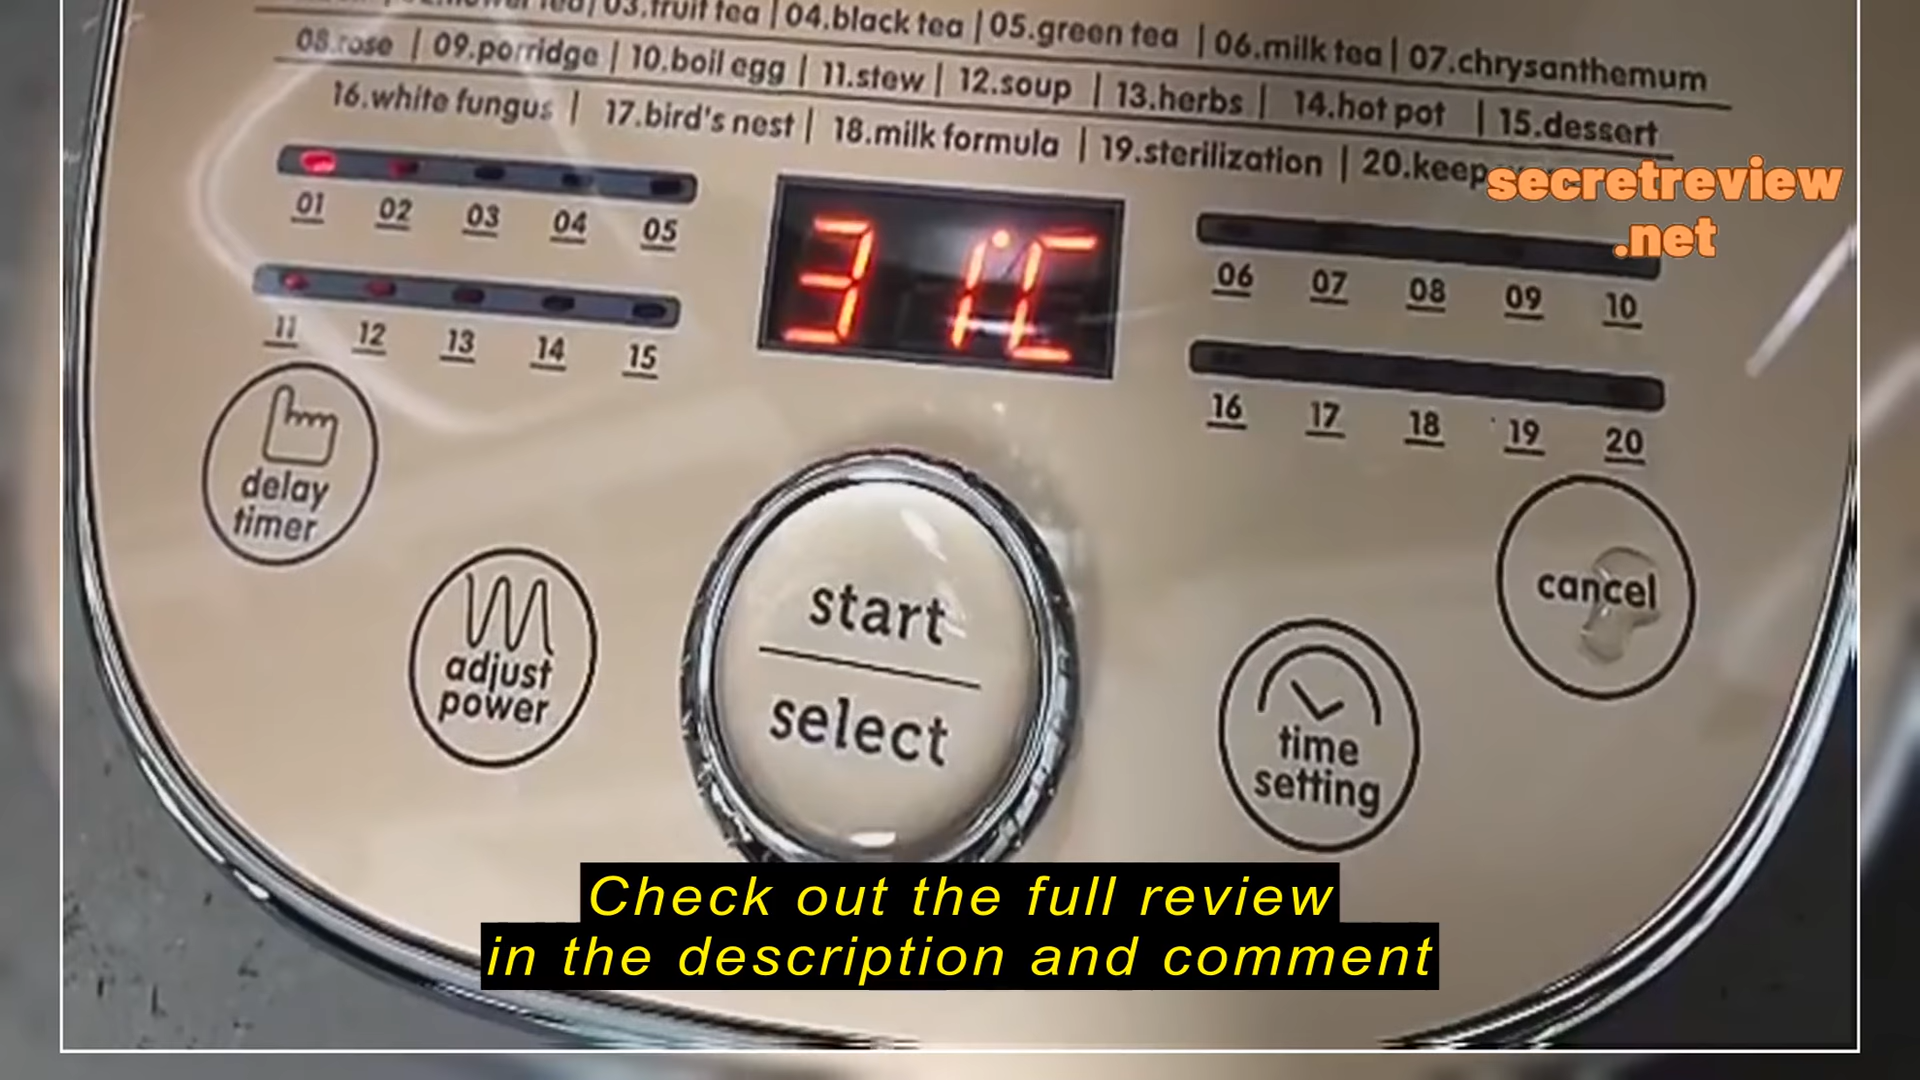 03.fruit tea | 04.black tea | 05.green tea | 06.milk tea | 07.chrysanthemum
08.rose | 09.porridge | 10.boil egg | 11.stew | 12.soup | 13.herbs | 14.hot pot | 15.dessert
16.white fungus | 17.bird's nest | 18.milk formula | 19.sterilization | 20.keep
secretreview
.net
01 02 03 04 05
31°C
06 07 08 09 10
11 12 13 14 15
16 17 18 19 20
delay
timer
adjust
power
start
select
time
setting
cancel
Check out the full review
in the description and comment